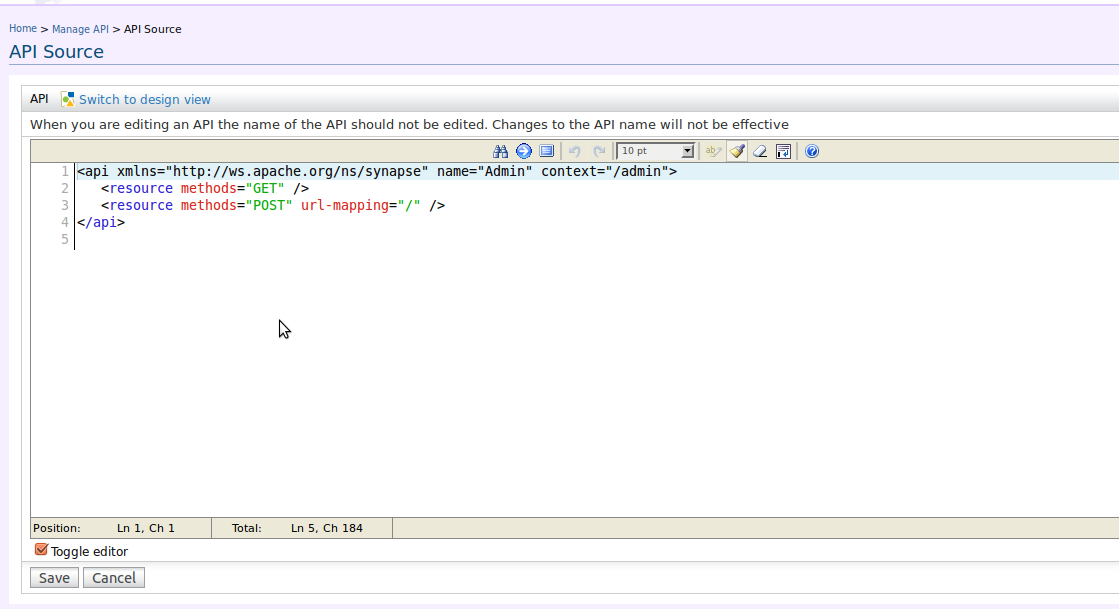 Home > Manage API > API Source
API Source
API Switch to design view
When you are editing an API the name of the API should not be edited. Changes to the API name will not be effective
10 pt
1 <api xmlns="http://ws.apache.org/ns/synapse" name="Admin" context="/admin">
2 <resource methods="GET" />
3 <resource methods="POST" url-mapping="/" />
4 </api>
5
Position: Ln 1, Ch 1 Total: Ln 5, Ch 184
Toggle editor
Save Cancel